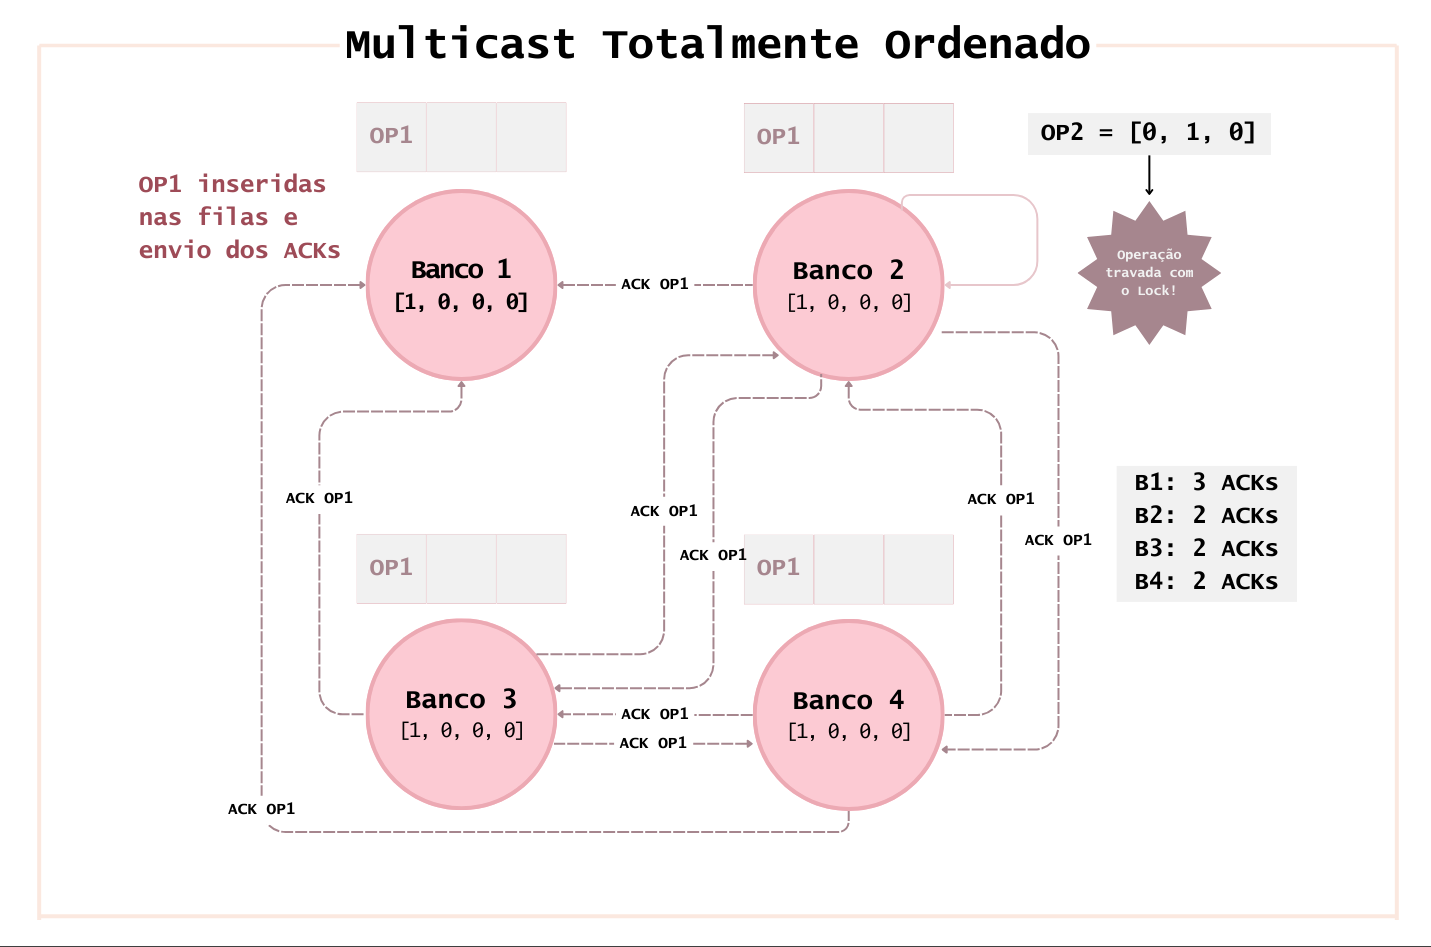 Multicast Totalmente Ordenado
OP1
OP1
OP2 = [0, 1, 0]
OP1 inseridas
nas filas e
envio dos ACKs
Banco 1
[1, 0, 0, 0]
ACK OP1
Banco 2
[1, 0, 0, 0]
Operação
travada com
o Lock!
ACK OP1
ACK OP1
ACK OP1
ACK OP1
ACK OP1
B1: 3 ACKs
B2: 2 ACKs
B3: 2 ACKs
B4: 2 ACKs
OP1
OP1
Banco 3
[1, 0, 0, 0]
ACK OP1
ACK OP1
Banco 4
[1, 0, 0, 0]
ACK OP1